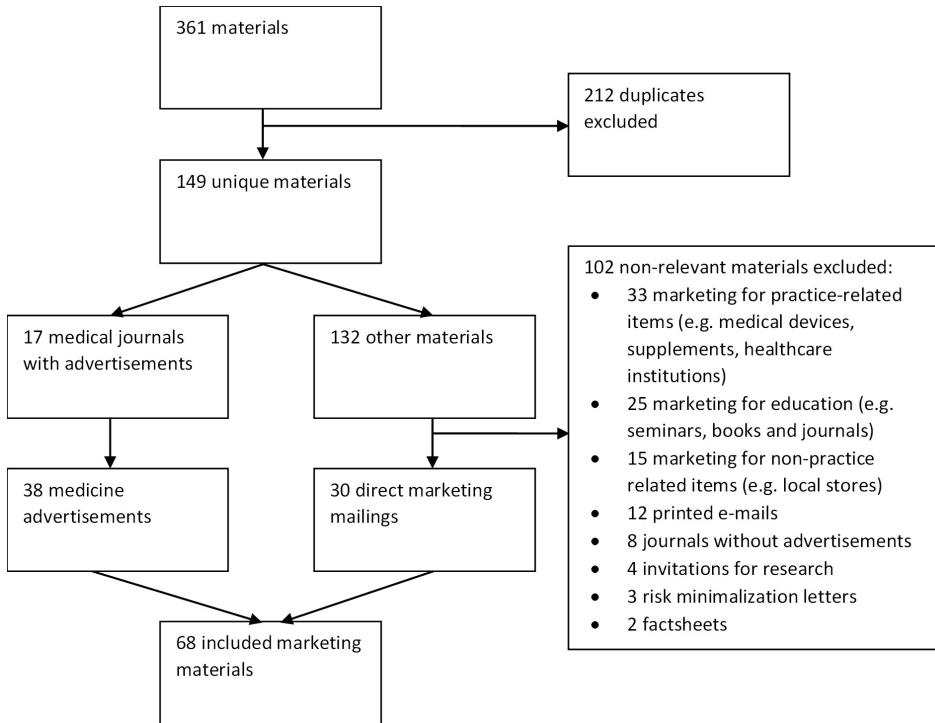 361 materials
212 duplicates
excluded
149 unique materials
17 medical journals
with advertisements
132 other materials
102 non-relevant materials excluded:
• 33 marketing for practice-related
items (e.g. medical devices,
supplements, healthcare
institutions)
• 25 marketing for education (e.g.
seminars, books and journals)
• 15 marketing for non-practice
related items (e.g. local stores)
• 12 printed e-mails
• 8 journals without advertisements
• 4 invitations for research
• 3 risk minimalization letters
• 2 factsheets
38 medicine
advertisements
30 direct marketing
mailings
68 included marketing
materials